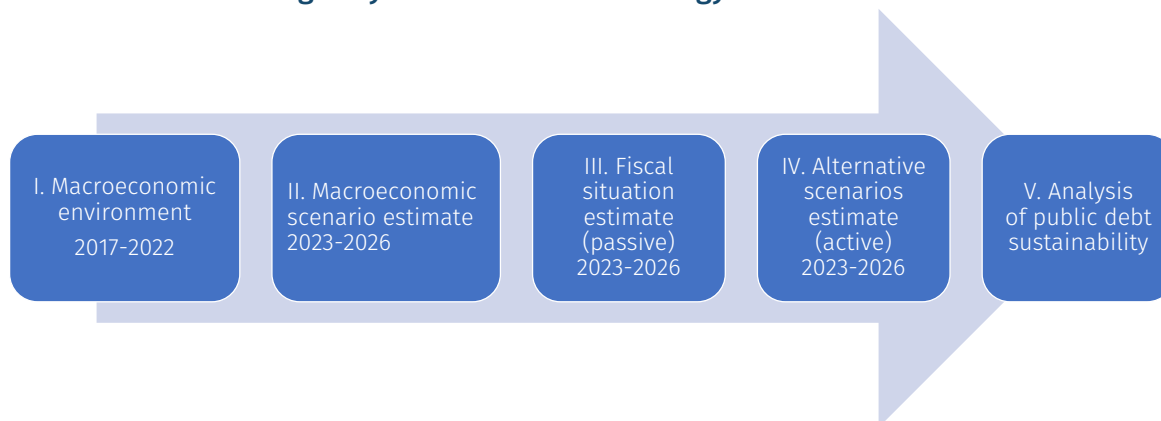 I. Macroeconomic
environment
2017-2022
II. Macroeconomic
scenario estimate
2023-2026
III. Fiscal
situation
estimate
(passive)
2023-2026
IV. Alternative
scenarios
estimate
(active)
2023-2026
V. Analysis
of public debt
sustainability